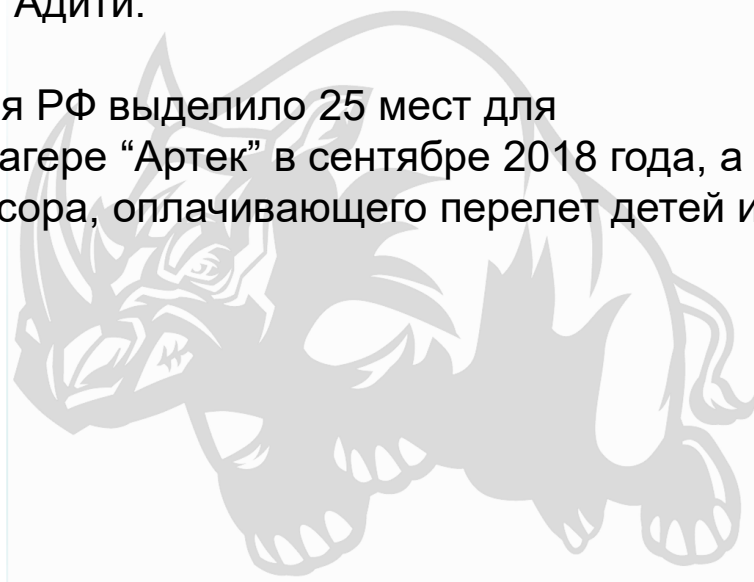 Адити.
я РФ выделило 25 мест для
агере “Артек” в сентябре 2018 года, а
сора, оплачивающего перелет детей и